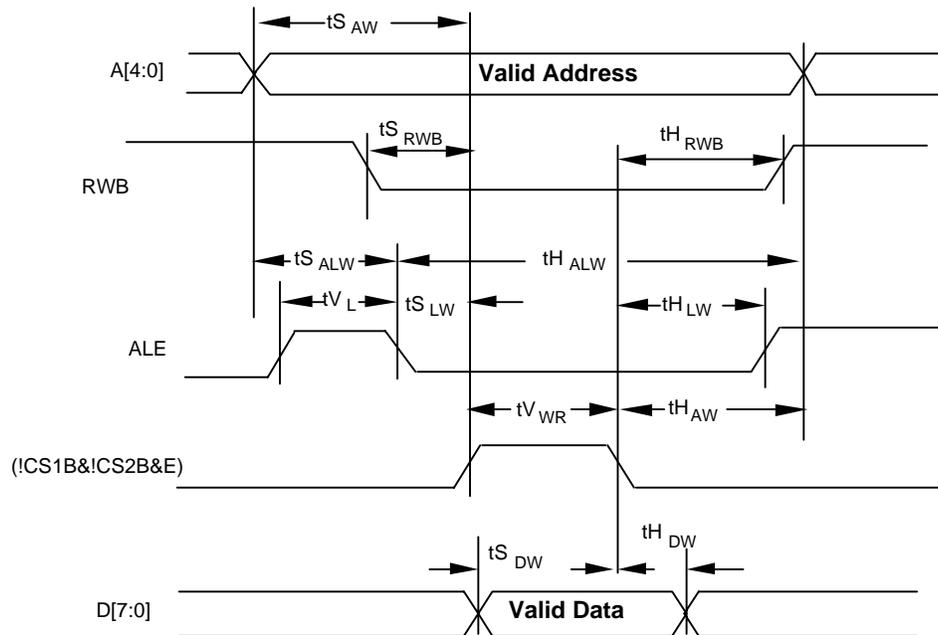 tS AW
A[4:0]
Valid Address
tS RWB
tH RWB
RWB
tS ALW
tH ALW
tV L
tS LW
tH LW
ALE
tV WR
tH AW
(!CS1B&!CS2B&E)
tS DW
tH DW
D[7:0]
Valid Data